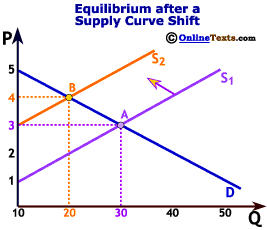 Equilibrium after a
Supply Curve Shift
© OnlineTexts.com
P
S2
S1
5
4
3
2
1
B
A
D
10
20
30
40
50
Q